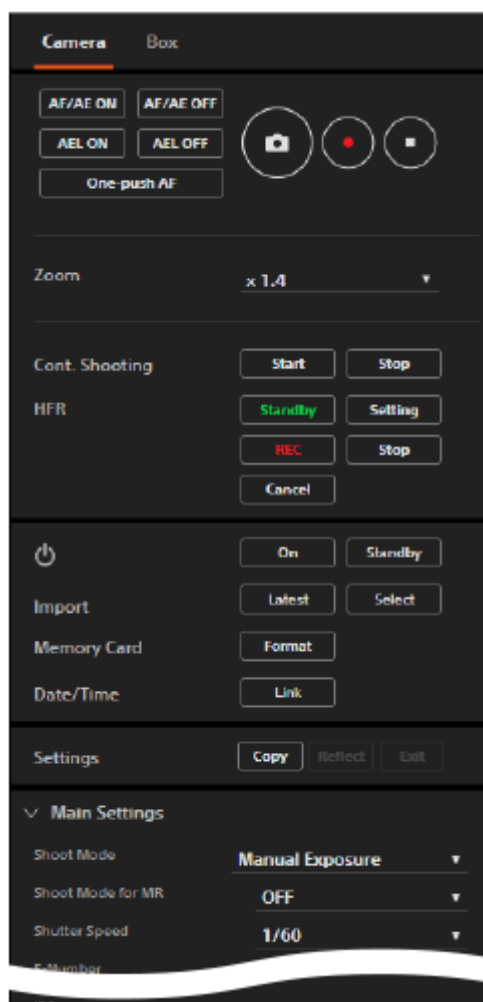 Camera Box
AF/AE ON AF/AE OFF
AEL ON AEL OFF
One-push AF
Zoom x 1.4
Cont. Shooting Start Stop
HFR Standby Setting
REC Stop
Cancel
On Standby
Import Latest Select
Memory Card Format
Date/Time Link
Settings Copy Reflect Exit
Main Settings
Shoot Mode Manual Exposure
Shoot Mode for MR OFF
Shutter Speed 1/60
F-Number